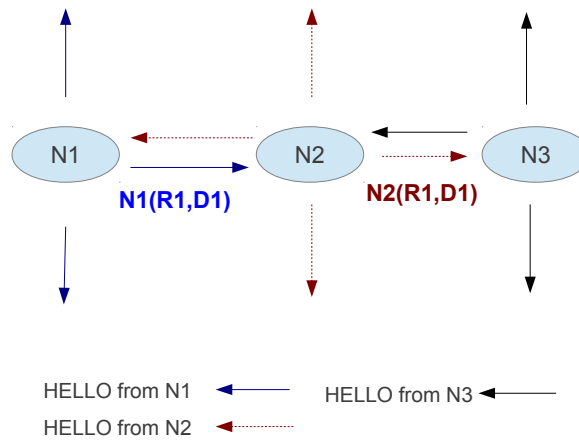 N1
N2
N3
N1(R1,D1)
N2(R1,D1)
HELLO from N1
HELLO from N3
HELLO from N2